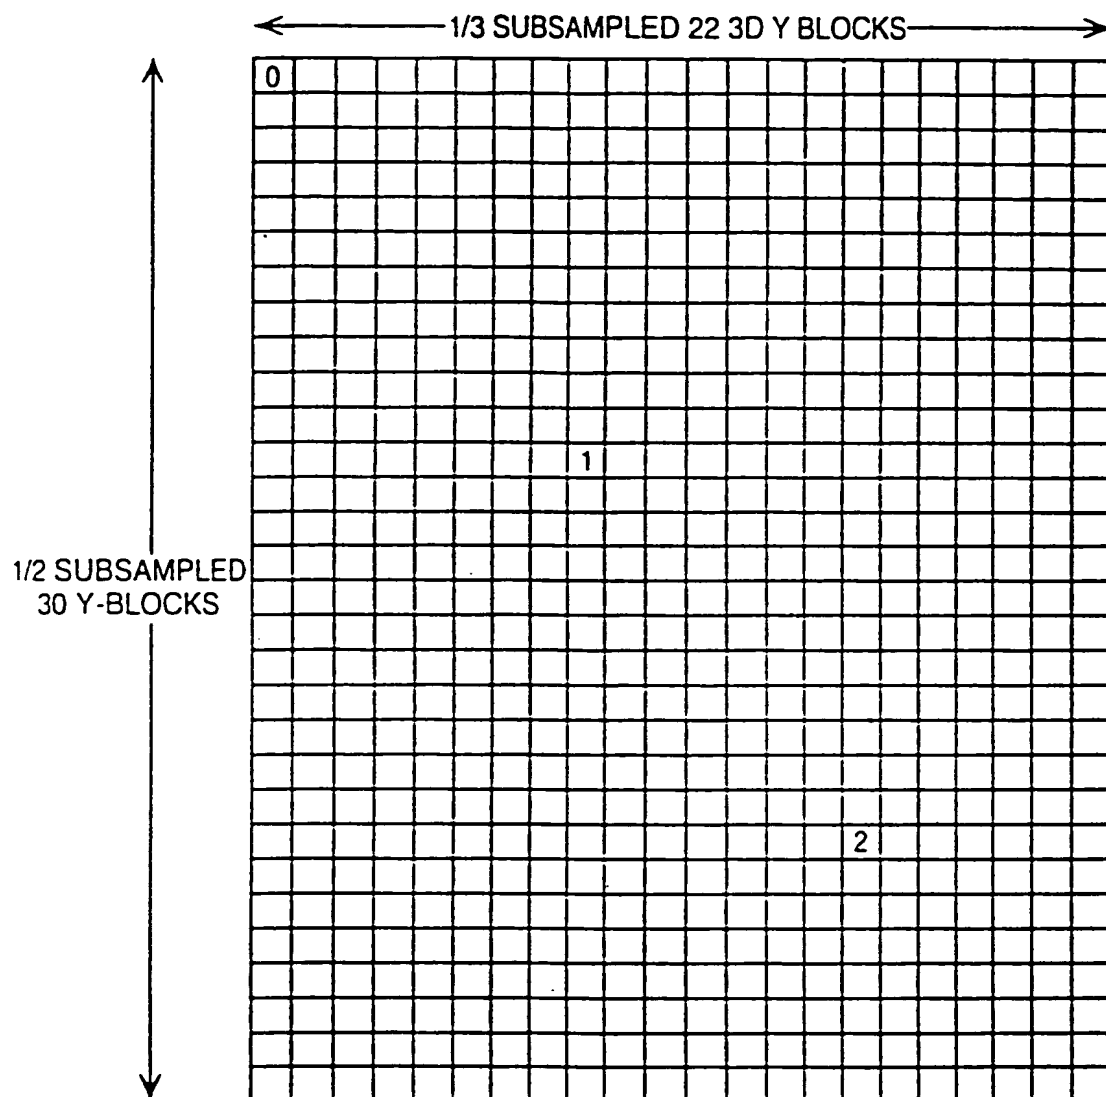 1/3 SUBSAMPLED 22 3D Y BLOCKS
0
1
1/2 SUBSAMPLED
30 Y-BLOCKS
2